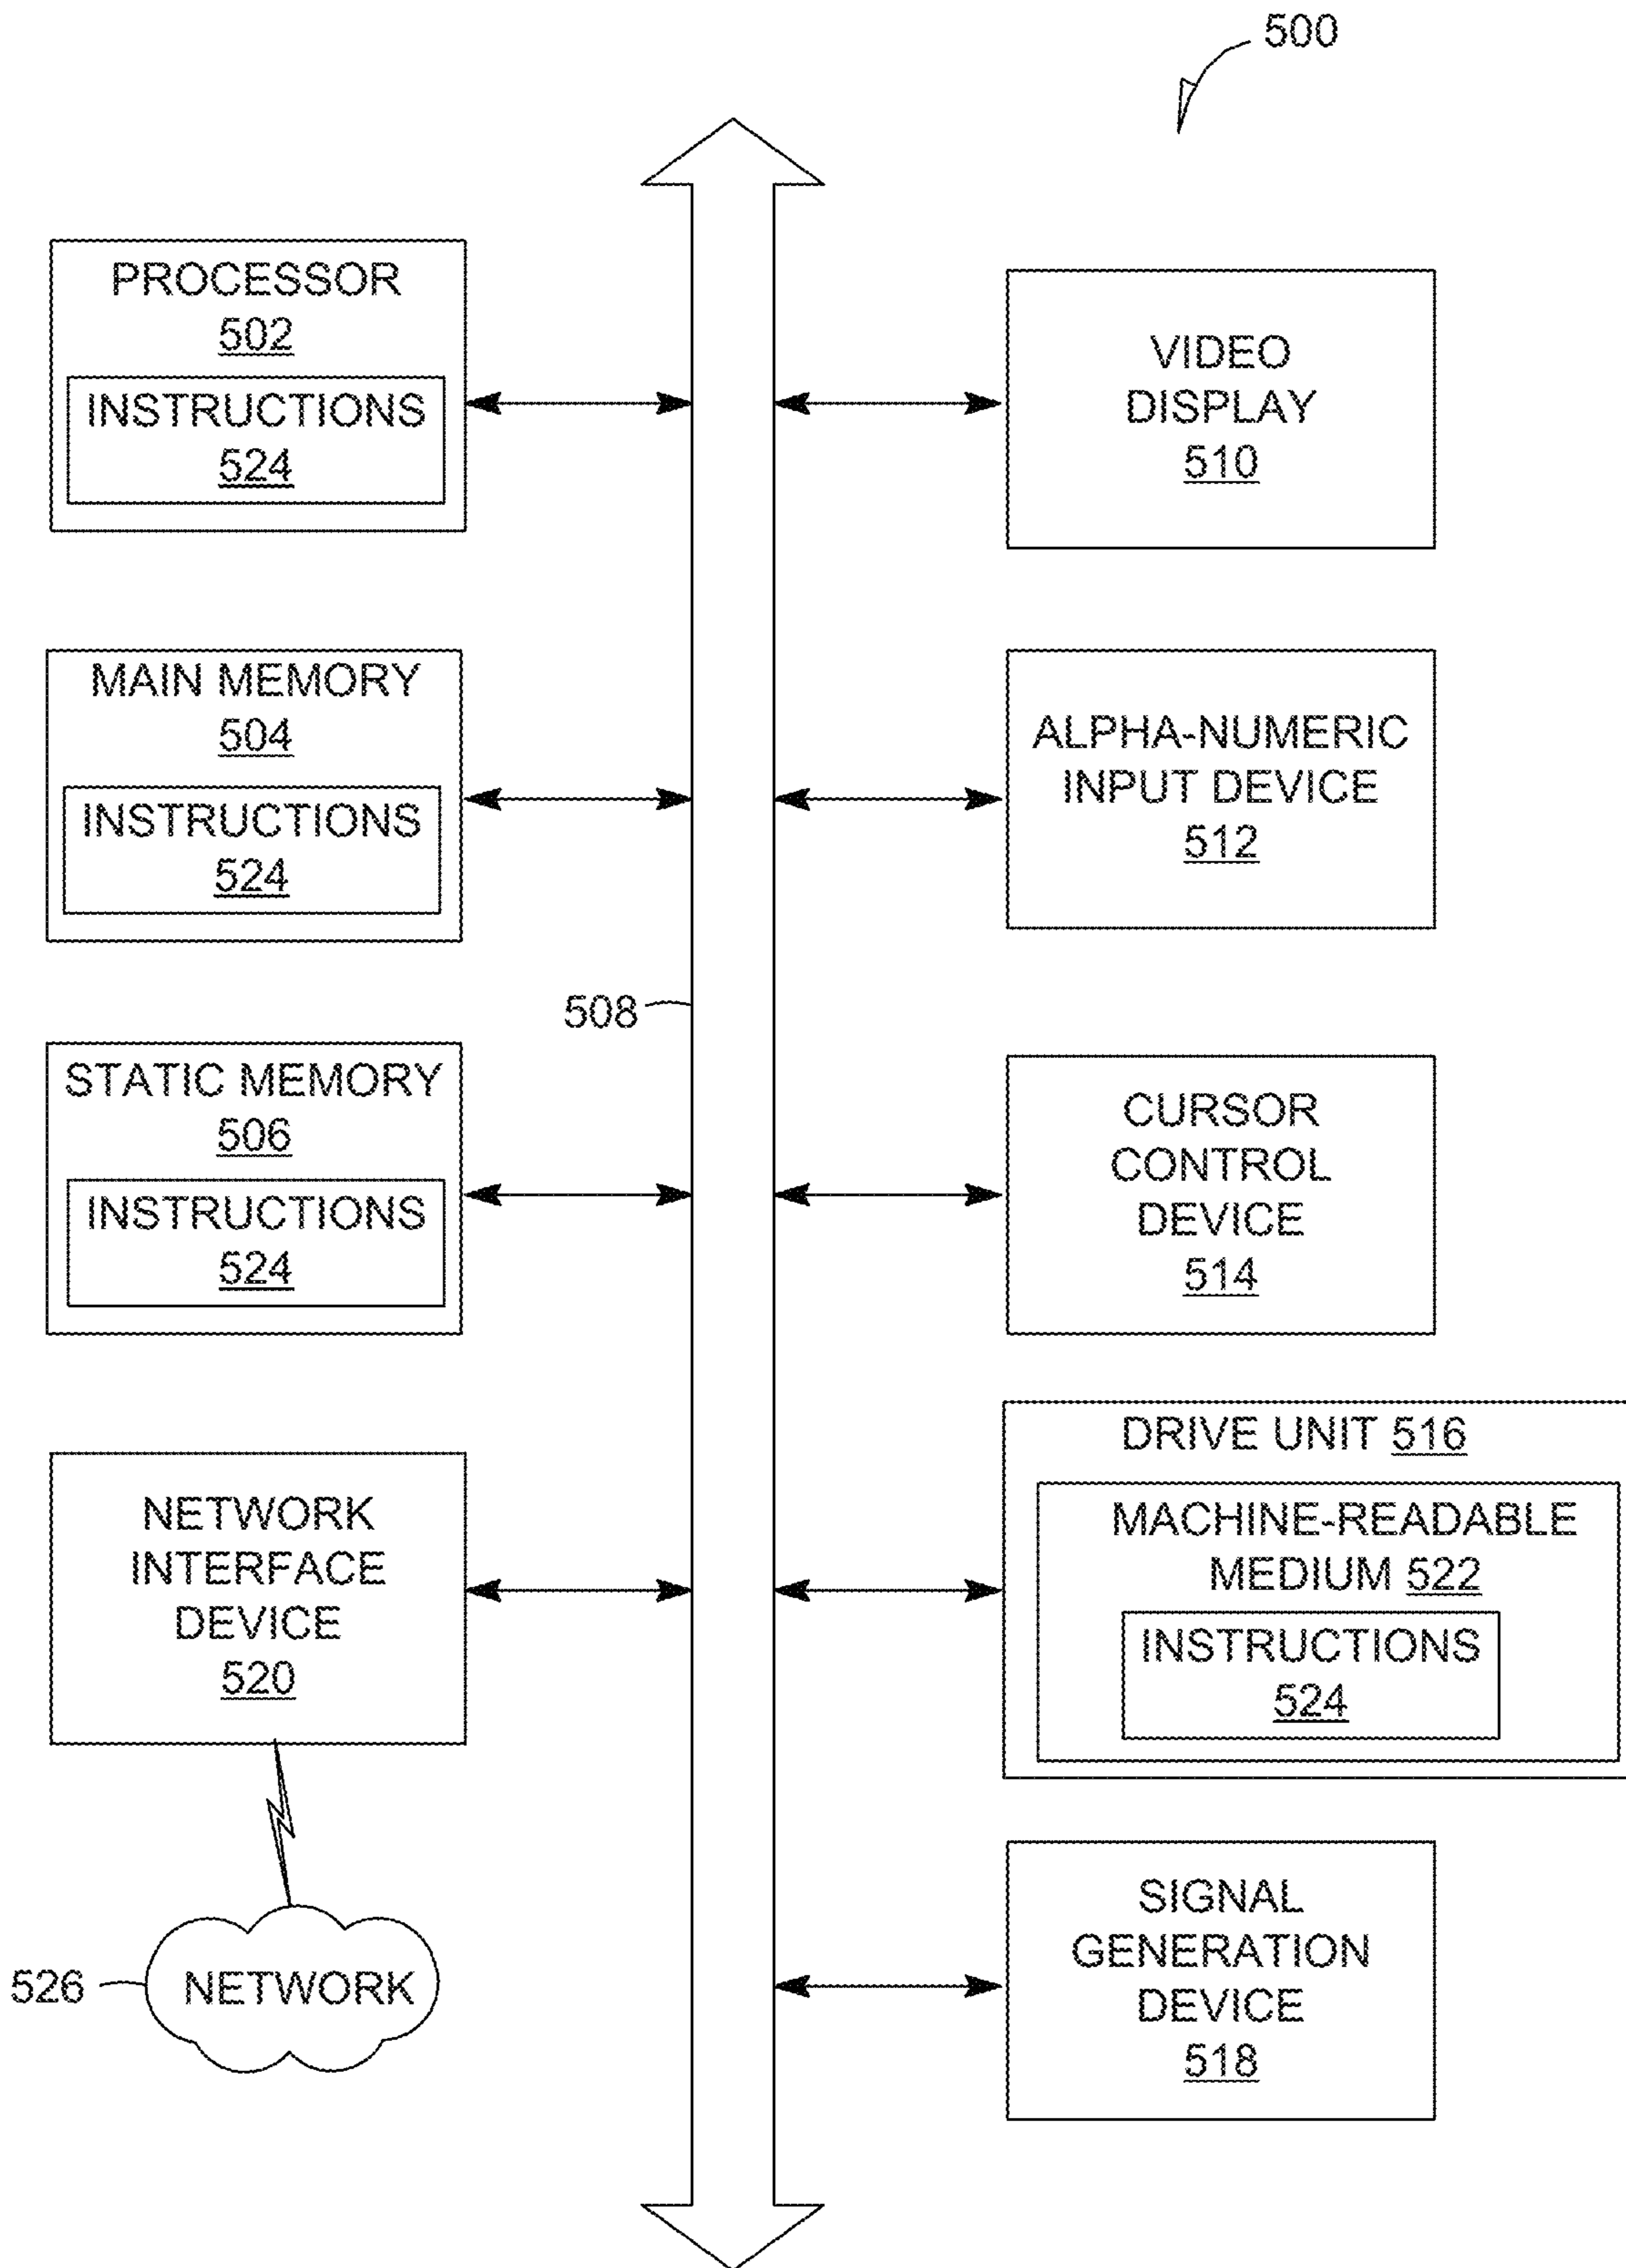 500
PROCESSOR
502
INSTRUCTIONS
524
MAIN MEMORY
504
INSTRUCTIONS
524
508
STATIC MEMORY
506
INSTRUCTIONS
524
NETWORK
INTERFACE
DEVICE
520
526
NETWORK
VIDEO
DISPLAY
510
ALPHA-NUMERIC
INPUT DEVICE
512
CURSOR
CONTROL
DEVICE
514
DRIVE UNIT 516
MACHINE-READABLE
MEDIUM 522
INSTRUCTIONS
524
SIGNAL
GENERATION
DEVICE
518